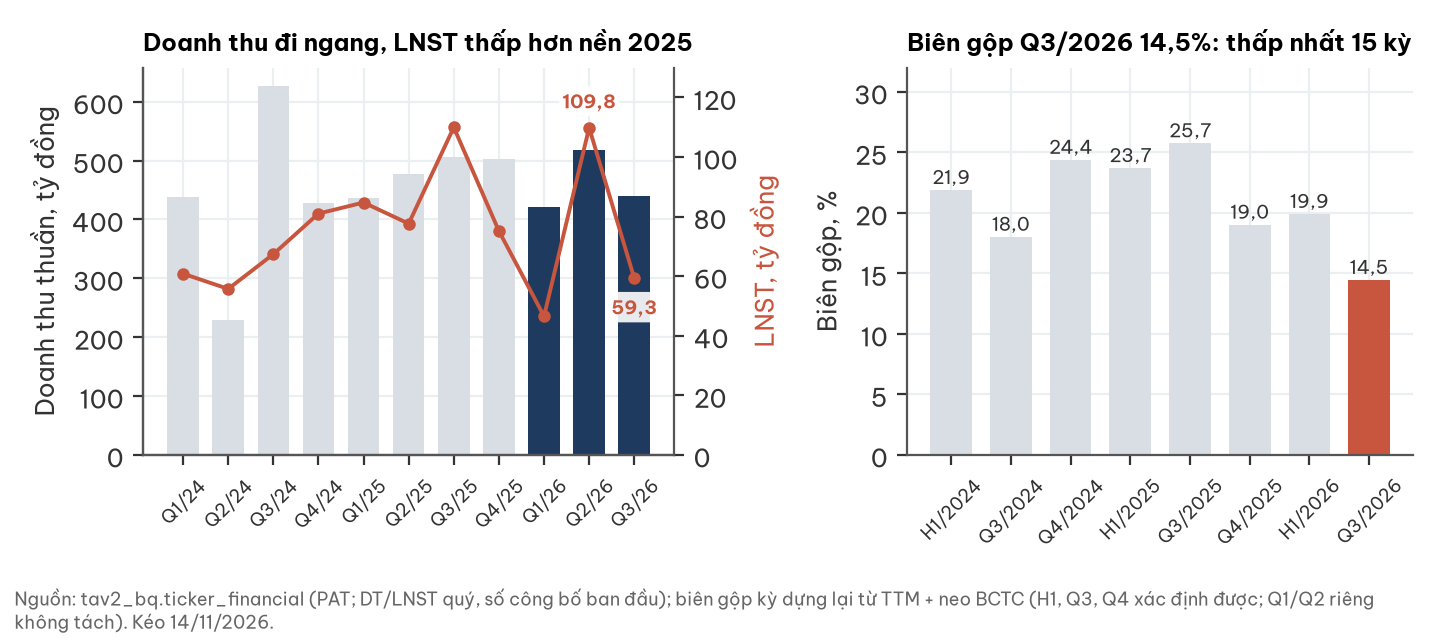 Doanh thu đi ngang, LNST thấp hơn nền 2025
Doanh thu thuần, tỷ đồng
600
500
400
300
200
100
0
109,8
59,3
120
100
80
60
40
20
0
LNST, tỷ đồng
Q1/24
Q2/24
Q3/24
Q4/24
Q1/25
Q2/25
Q3/25
Q4/25
Q1/26
Q2/26
Q3/26
Biên gộp Q3/2026 14,5%: thấp nhất 15 kỳ
Biên gộp, %
30
25
20
15
10
5
0
21,9
18,0
24,4
23,7
25,7
19,0
19,9
14,5
H1/2024
Q3/2024
Q4/2024
H1/2025
Q3/2025
Q4/2025
H1/2026
Q3/2026
Nguồn: tav2_bq.ticker_financial (PAT; DT/LNST quý, số công bố ban đầu); biên gộp kỳ dựng lại từ TTM + neo BCTC (H1, Q3, Q4 xác định được; Q1/Q2 riêng
không tách). Kéo 14/11/2026.